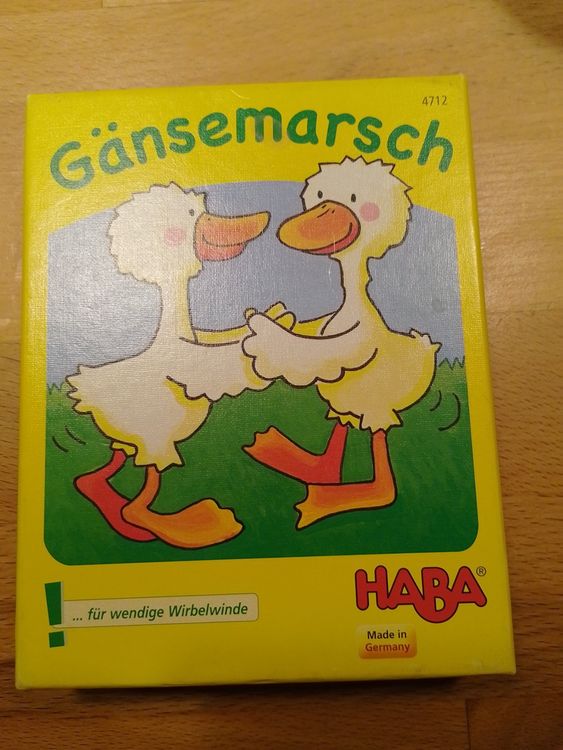 4712
Gänsemarsch
HABA®
... für wendige Wirbelwinde
Made in
Germany